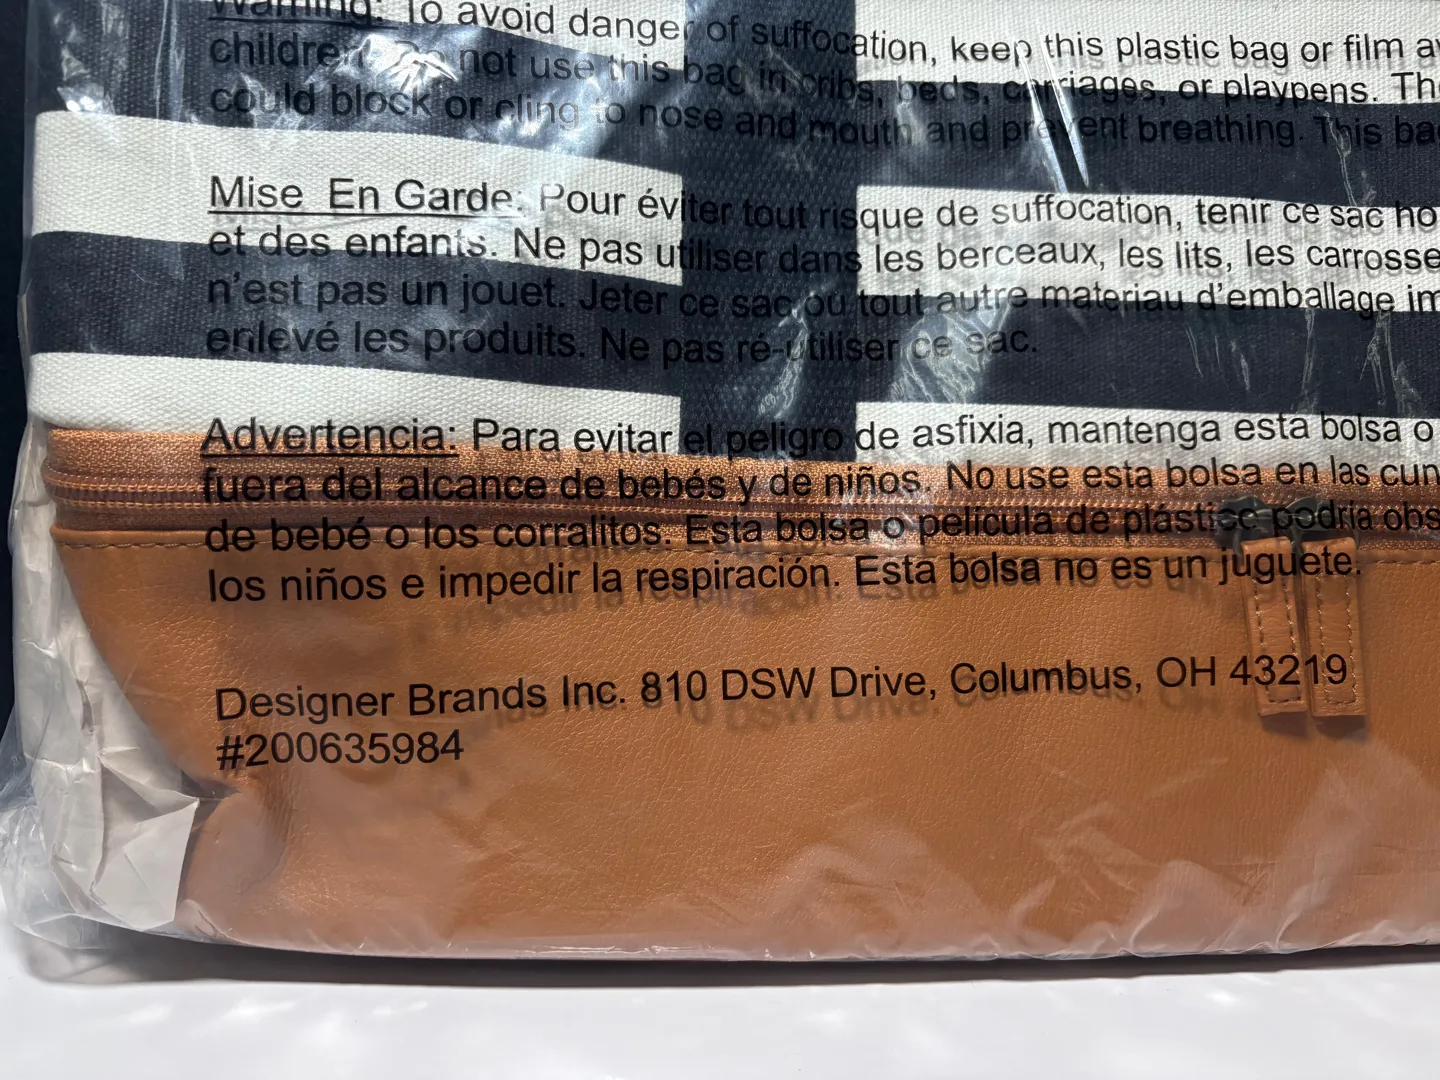 Warning: To avoid danger of suffocation, keep this plastic bag or film
children. Do not use this bag in cribs, beds, carriages, or playpens.
could block or cling to nose and mouth and prevent breathing. This
Mise En Garde: Pour éviter tout risque de suffocation, tenir ce sac
et des enfants. Ne pas utiliser dans les berceaux, les lits, les
n'est pas un jouet. Jeter ce sac ou tout autre materiau d'emballage
enlevé les produits. Ne pas ré-utiliser ce sac.
Advertencia: Para evitar el peligro de asfixia, mantenga esta bolsa o
fuera del alcance de bebés y de niños. No use esta bolsa en las
de bebé o los corralitos. Esta bolsa o película de plástico podría
los niños e impedir la respiración. Esta bolsa no es un juguete.
Designer Brands Inc. 810 DSW Drive, Columbus, OH 43219
#200635984